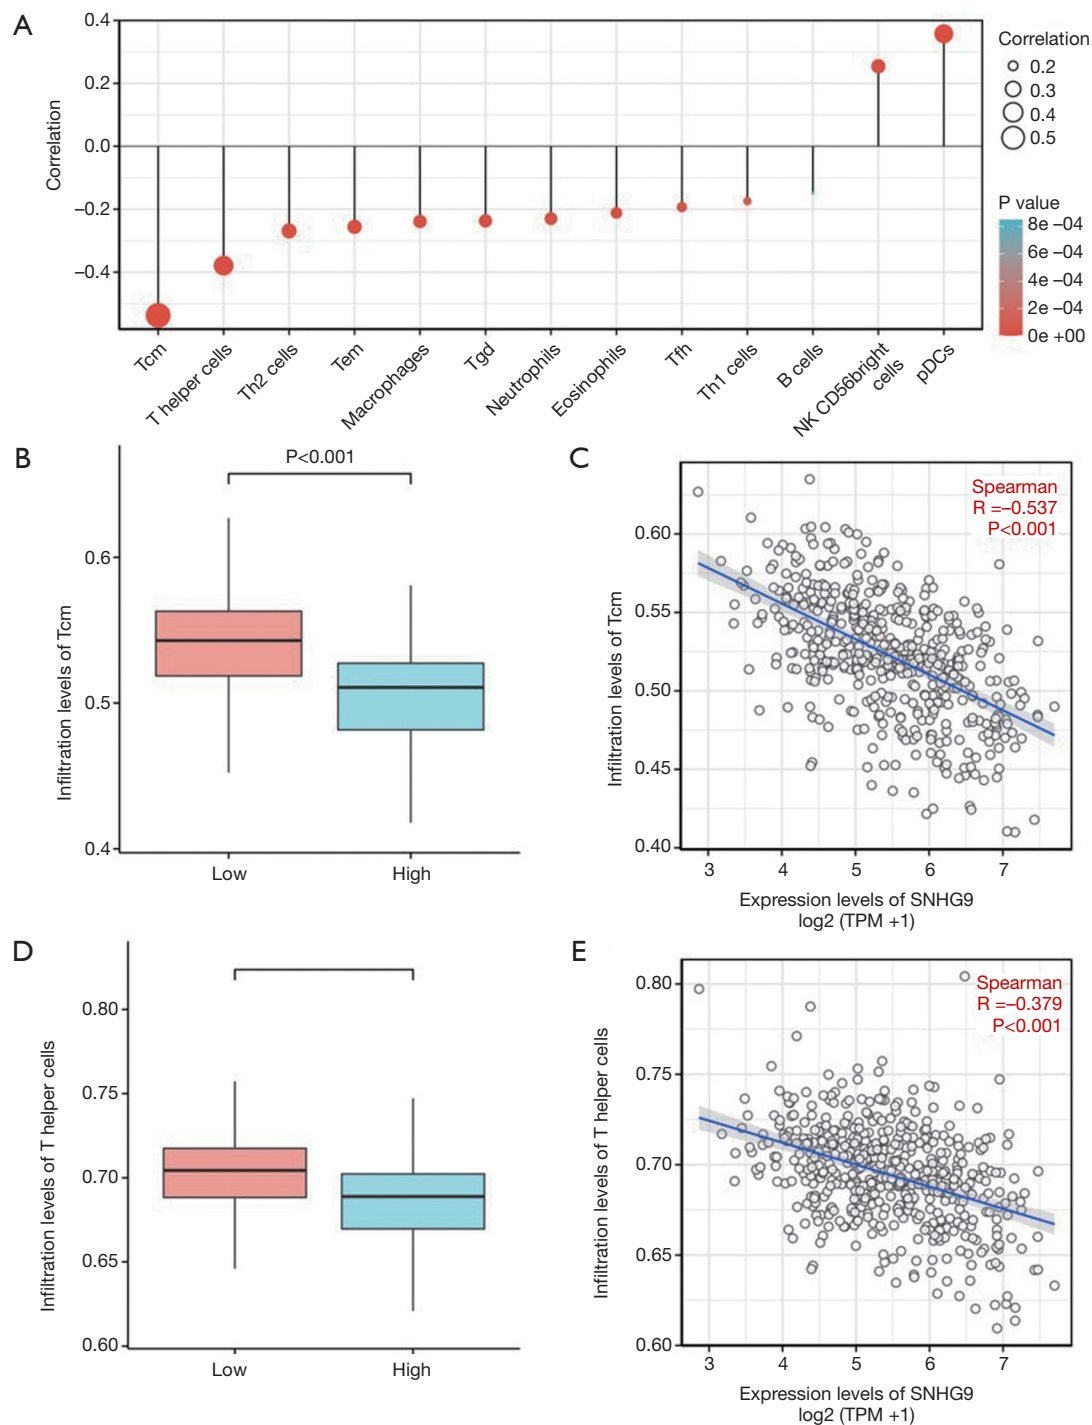 A
Correlation
0.4
0.2
0.0
–0.2
–0.4
Tcm
T helper cells
Th2 cells
Tem
Macrophages
Tgd
Neutrophils
Eosinophils
Tfh
Th1 cells
B cells
NK CD56bright
cells
pDCs
Correlation
0.2
0.3
0.4
0.5
P value
8e –04
6e –04
4e –04
2e –04
0e +00
B
P<0.001
Infiltration levels of Tcm
0.6
0.5
0.4
Low
High
C
Spearman
R =–0.537
P<0.001
Infiltration levels of Tcm
0.60
0.55
0.50
0.45
0.40
3
4
5
6
7
Expression levels of SNHG9
log2 (TPM +1)
D
Infiltration levels of T helper cells
0.80
0.75
0.70
0.65
0.60
Low
High
E
Spearman
R =–0.379
P<0.001
Infiltration levels of T helper cells
0.80
0.75
0.70
0.65
0.60
3
4
5
6
7
Expression levels of SNHG9
log2 (TPM +1)